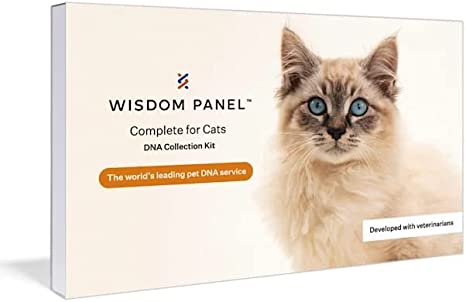 WISDOM PANEL™
Complete for Cats
DNA Collection Kit
The world's leading pet DNA service
Developed with veterinarians